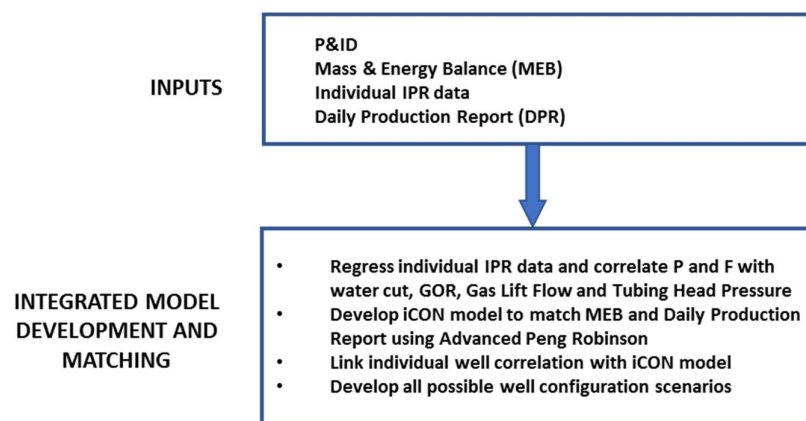 P&ID
Mass & Energy Balance (MEB)
INPUTS
Individual IPR data
Daily Production Report (DPR)
• Regress individual IPR data and correlate P and F with
water cut, GOR, Gas Lift Flow and Tubing Head Pressure
INTEGRATED MODEL
DEVELOPMENT AND
MATCHING
• Develop iCON model to match MEB and Daily Production
Report using Advanced Peng Robinson
• Link individual well correlation with iCON model
• Develop all possible well configuration scenarios